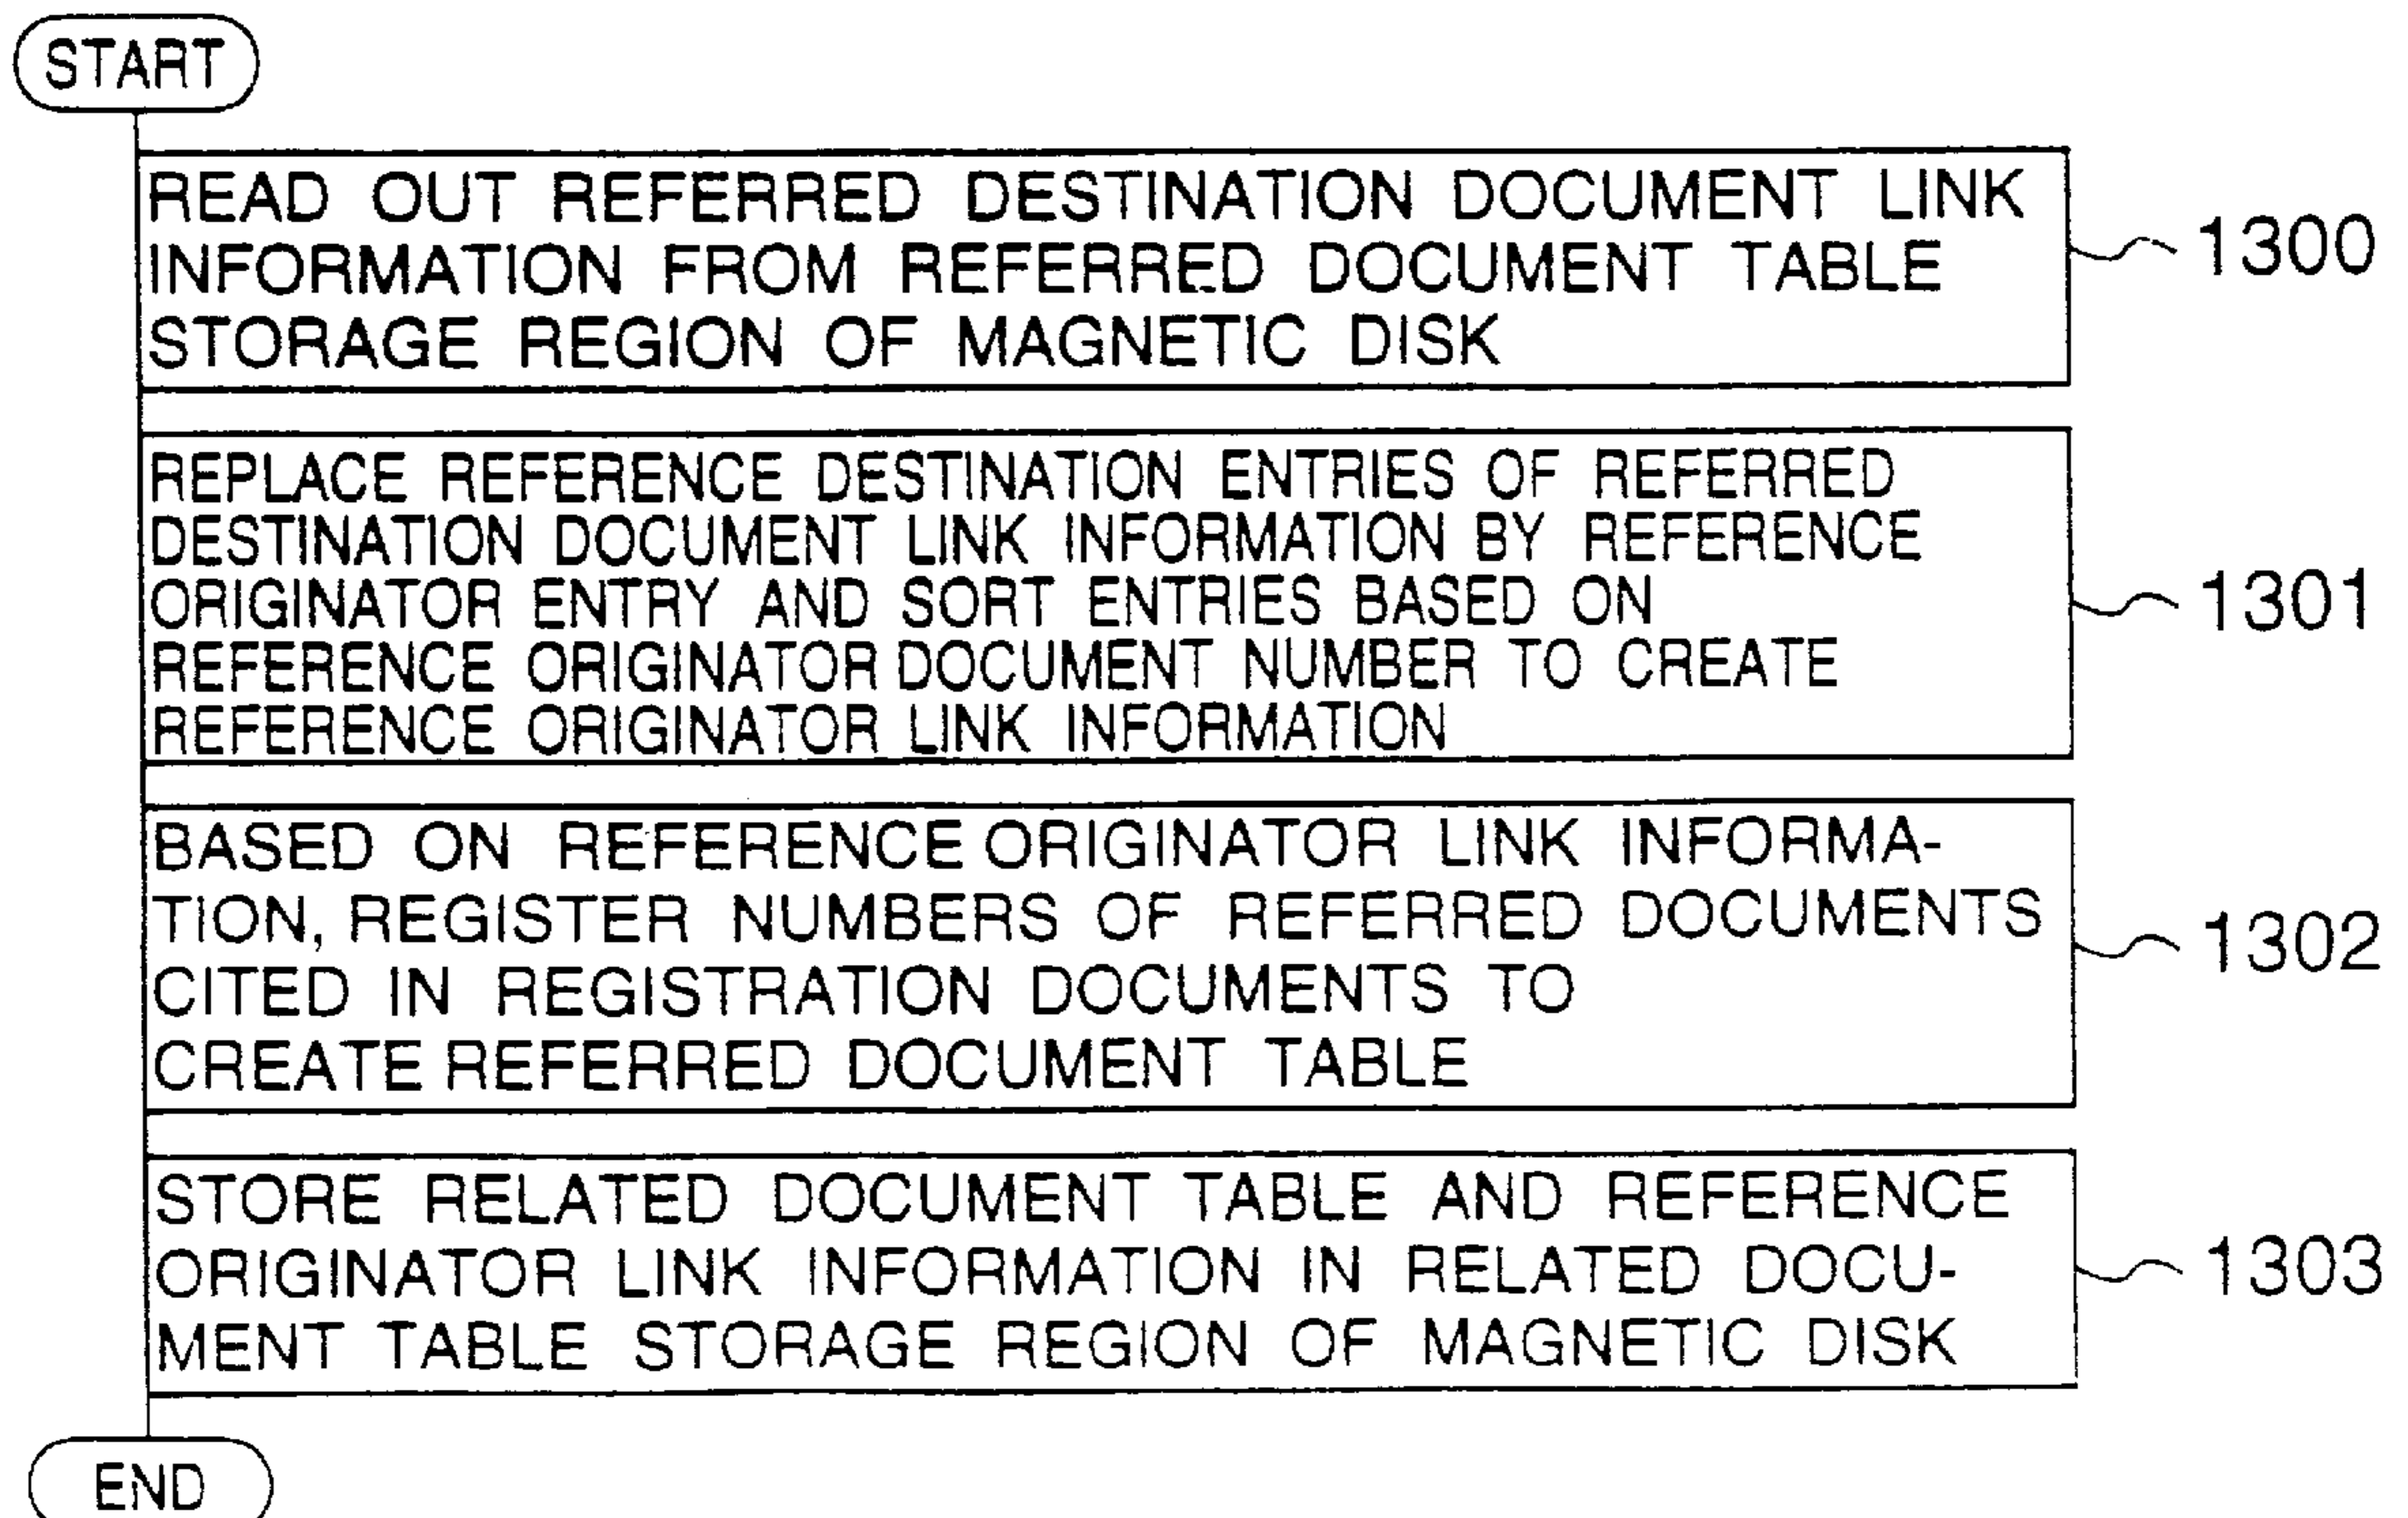 START
READ OUT REFERRED DESTINATION DOCUMENT LINK
INFORMATION FROM REFERRED DOCUMENT TABLE
STORAGE REGION OF MAGNETIC DISK
1300
REPLACE REFERENCE DESTINATION ENTRIES OF REFERRED
DESTINATION DOCUMENT LINK INFORMATION BY REFERENCE
ORIGINATOR ENTRY AND SORT ENTRIES BASED ON
REFERENCE ORIGINATOR DOCUMENT NUMBER TO CREATE
REFERENCE ORIGINATOR LINK INFORMATION
1301
BASED ON REFERENCE ORIGINATOR LINK INFORMA-
TION, REGISTER NUMBERS OF REFERRED DOCUMENTS
CITED IN REGISTRATION DOCUMENTS TO
CREATE REFERRED DOCUMENT TABLE
1302
STORE RELATED DOCUMENT TABLE AND REFERENCE
ORIGINATOR LINK INFORMATION IN RELATED DOCU-
MENT TABLE STORAGE REGION OF MAGNETIC DISK
1303
END